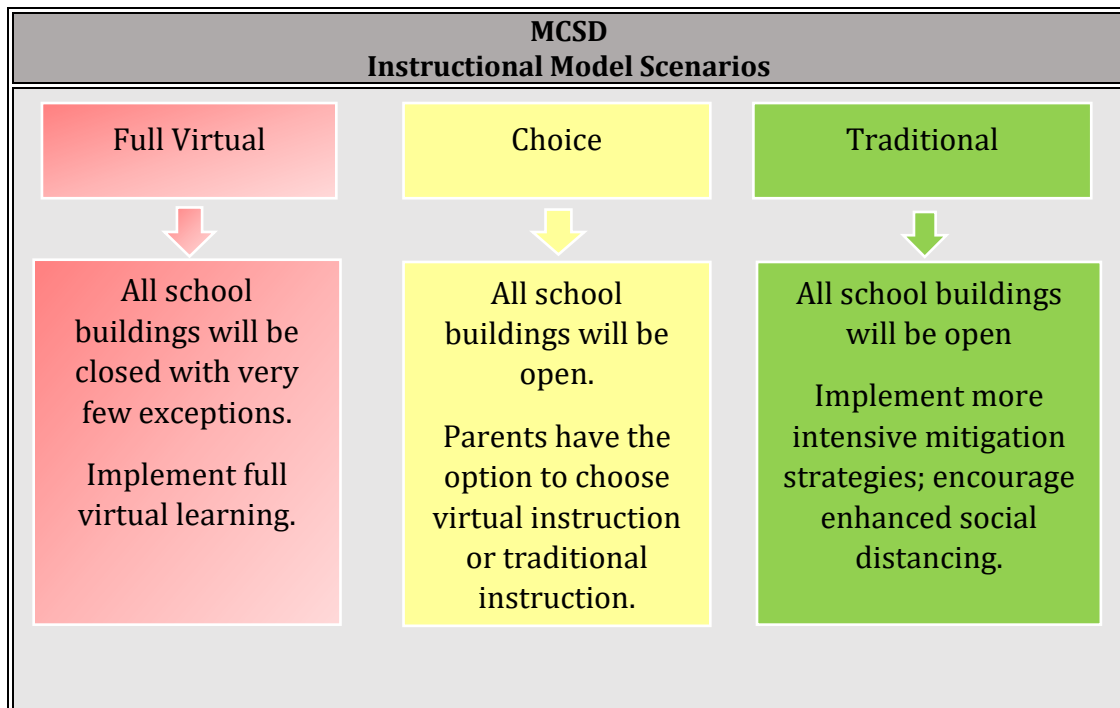 MCSD
Instructional Model Scenarios
Full Virtual
Choice
Traditional
All school
buildings will be
closed with very
few exceptions.
Implement full
virtual learning.
All school
buildings will be
open.
Parents have the
option to choose
virtual instruction
or traditional
instruction.
All school buildings
will be open
Implement more
intensive mitigation
strategies; encourage
enhanced social
distancing.